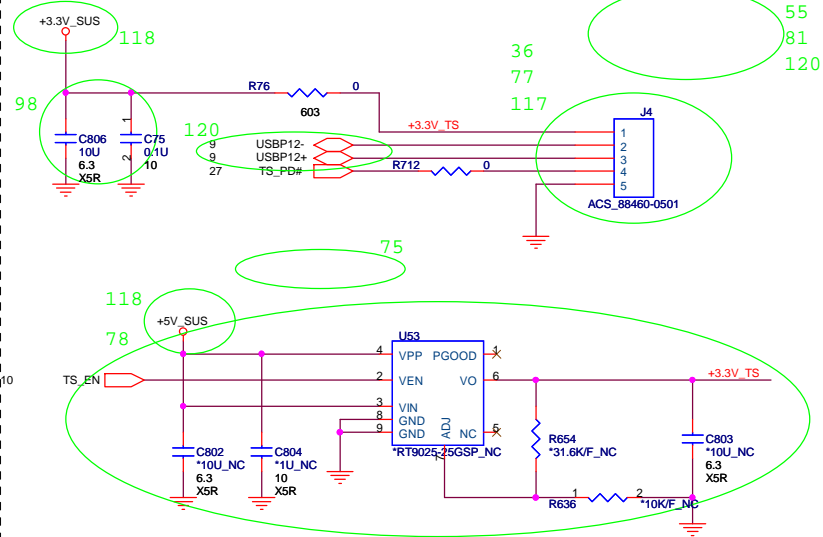 +3.3V_SUS
118
55
81
120
36
77
117
98
R76
0
603
+3.3V_TS
J4
1
2
3
4
5
ACS_88460-0501
C806
10U
6.3
X5R
1
C75
0.1U
2
10
120
9
USBP12-
9
USBP12+
27
TS_PD#
R712
0
75
118
+5V_SUS
78
10
TS_EN
U53
4
VPP
PGOOD
1
2
VEN
VO
6
3
VIN
8
GND
9
GND
ADJ
NC
5
7
*RT9025-25GSP_NC
+3.3V_TS
R654
*31.6K/F_NC
C802
*10U_NC
6.3
X5R
C804
*1U_NC
10
X5R
C803
*10U_NC
6.3
X5R
R636
1
2
*10K/F_NC